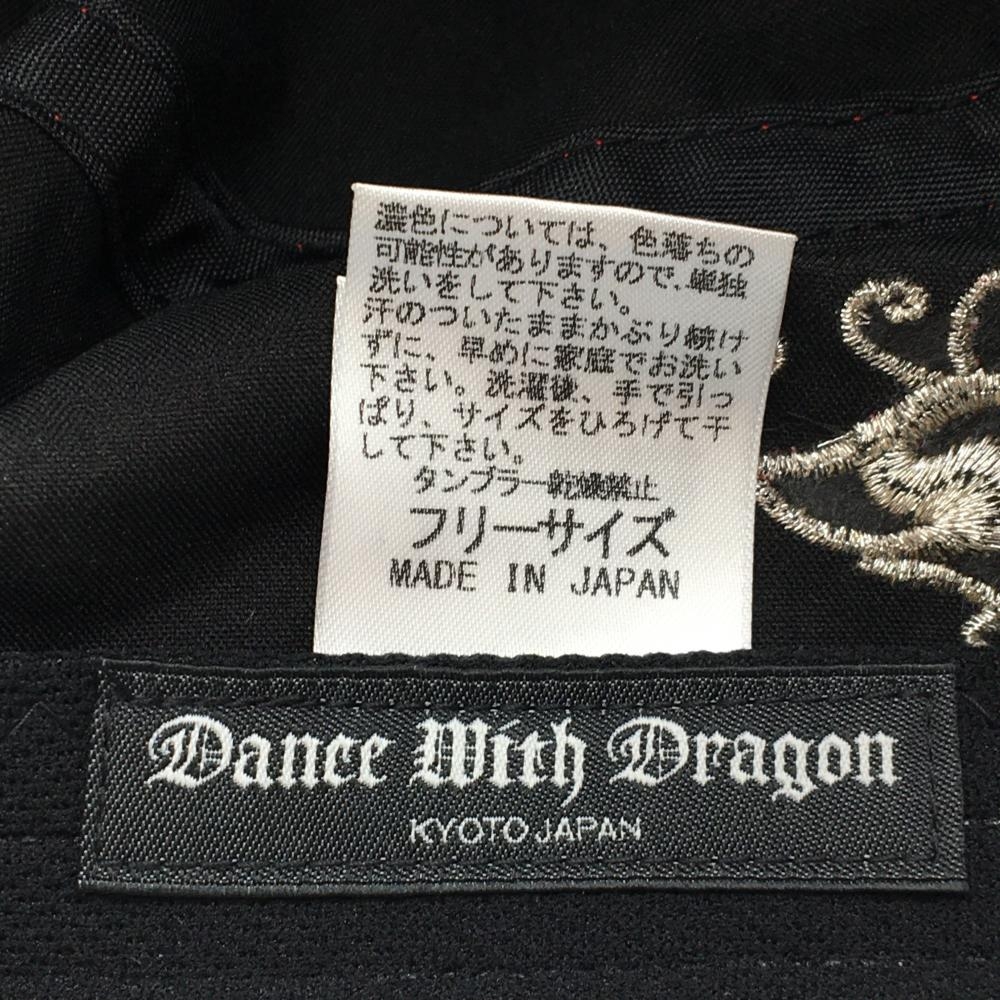 濃色については、色落ちの
可能性がありますので、単独
洗いをして下さい。
汗のついたままかぶり続け
ずに、早めに家庭でお洗い
下さい。洗濯後、手で引っ
ぱり、サイズをひろげて干
して下さい。
タンブラー乾燥禁止
フリーサイズ
MADE IN JAPAN
Dance With Dragon
KYOTO JAPAN